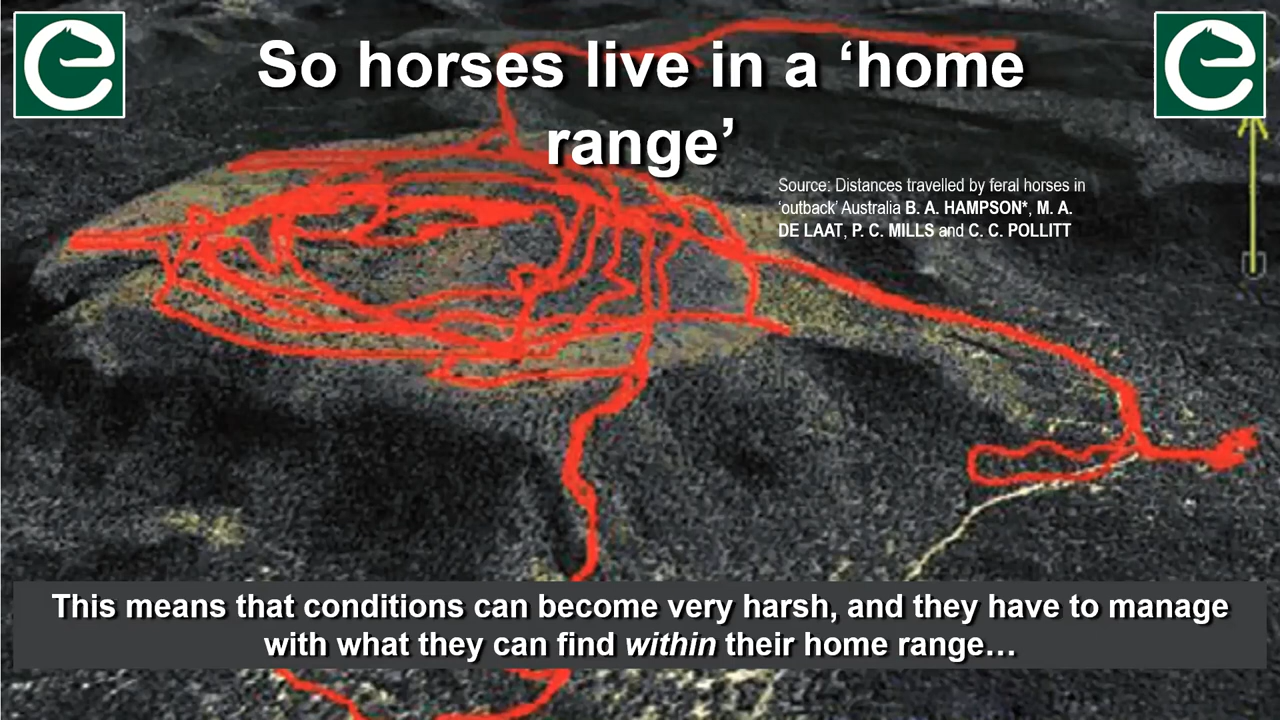 So horses live in a ‘home
range’
Source: Distances travelled by feral horses in
‘outback’ Australia B. A. HAMPSON*, M. A.
DE LAAT, P. C. MILLS and C. C. POLLITT
This means that conditions can become very harsh, and they have to manage
with what they can find within their home range…